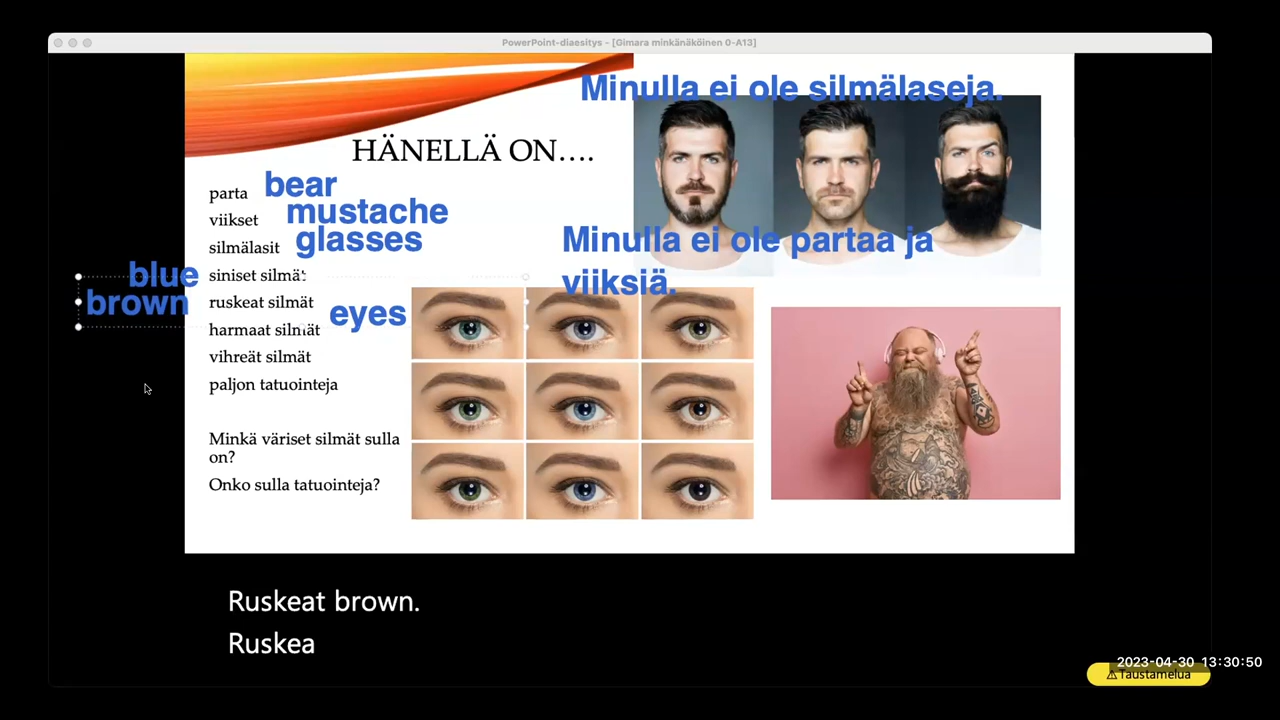 PowerPoint-diaesitys - [Gimara minkänäköinen 0-A13]
Minulla ei ole silmälaseja.
HÄNELLÄ ON….
parta
bear
viikset
mustache
silmälasit
glasses
Minulla ei ole partaa ja
viiksiä.
blue
siniset silmät
brown
ruskeat silmät
eyes
harmaat silmät
vihreät silmät
paljon tatuointeja
Minkä väriset silmät sulla
on?
Onko sulla tatuointeja?
Ruskeat brown.
Ruskea
2023-04-30 13:30:50
⚠Taustamelua